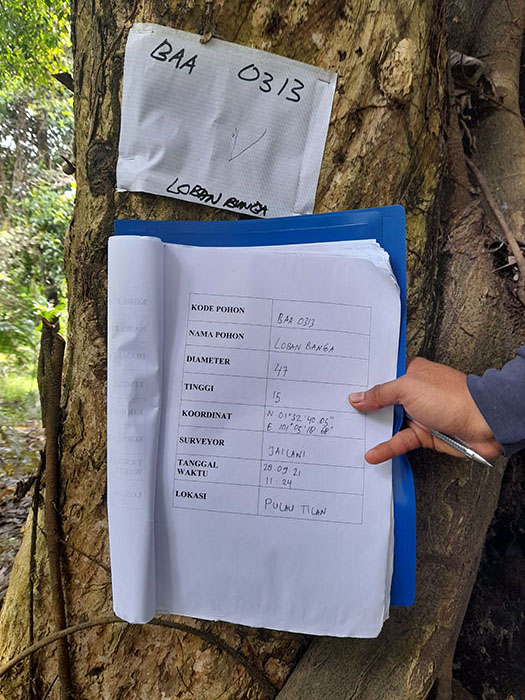 BAA 0313
LOBAN BUNGA
KODE POHON BAA 0313
NAMA POHON LOBAN BANGA
DIAMETER 47
TINGGI 15
KOORDINAT N 01°32'40.05"
E 101°05'18.68"
SURVEYOR JAILANI
TANGGAL 28.09.21
WAKTU 11:24
LOKASI PULAU TILAN